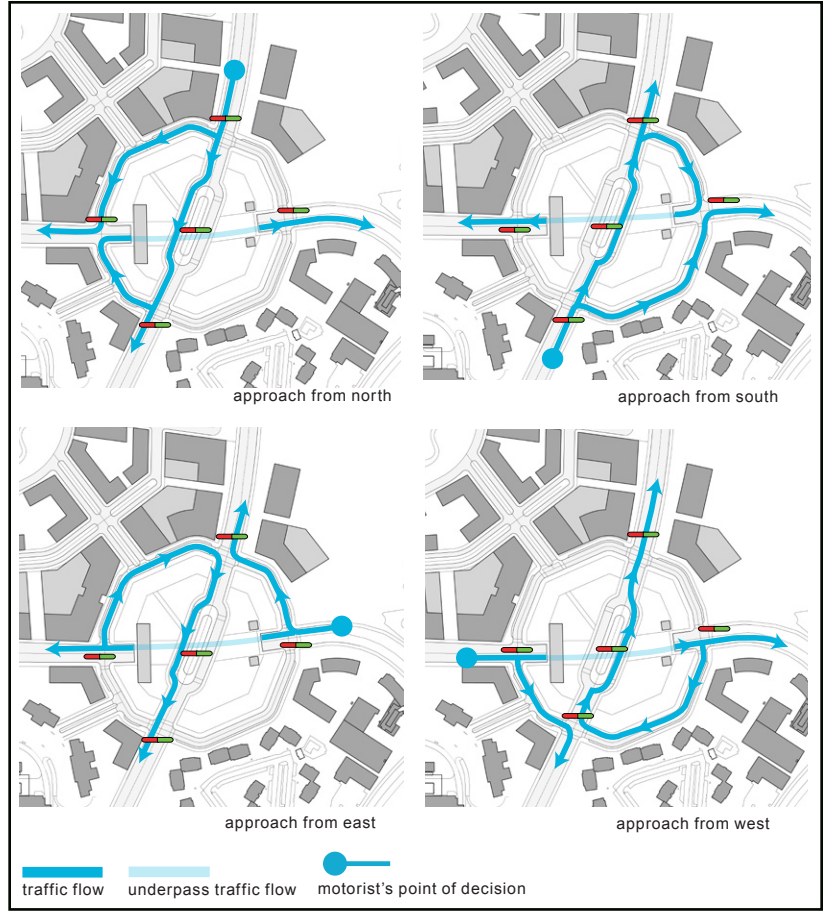 approach from north
approach from south
approach from east
approach from west
traffic flow
underpass traffic flow
motorist's point of decision